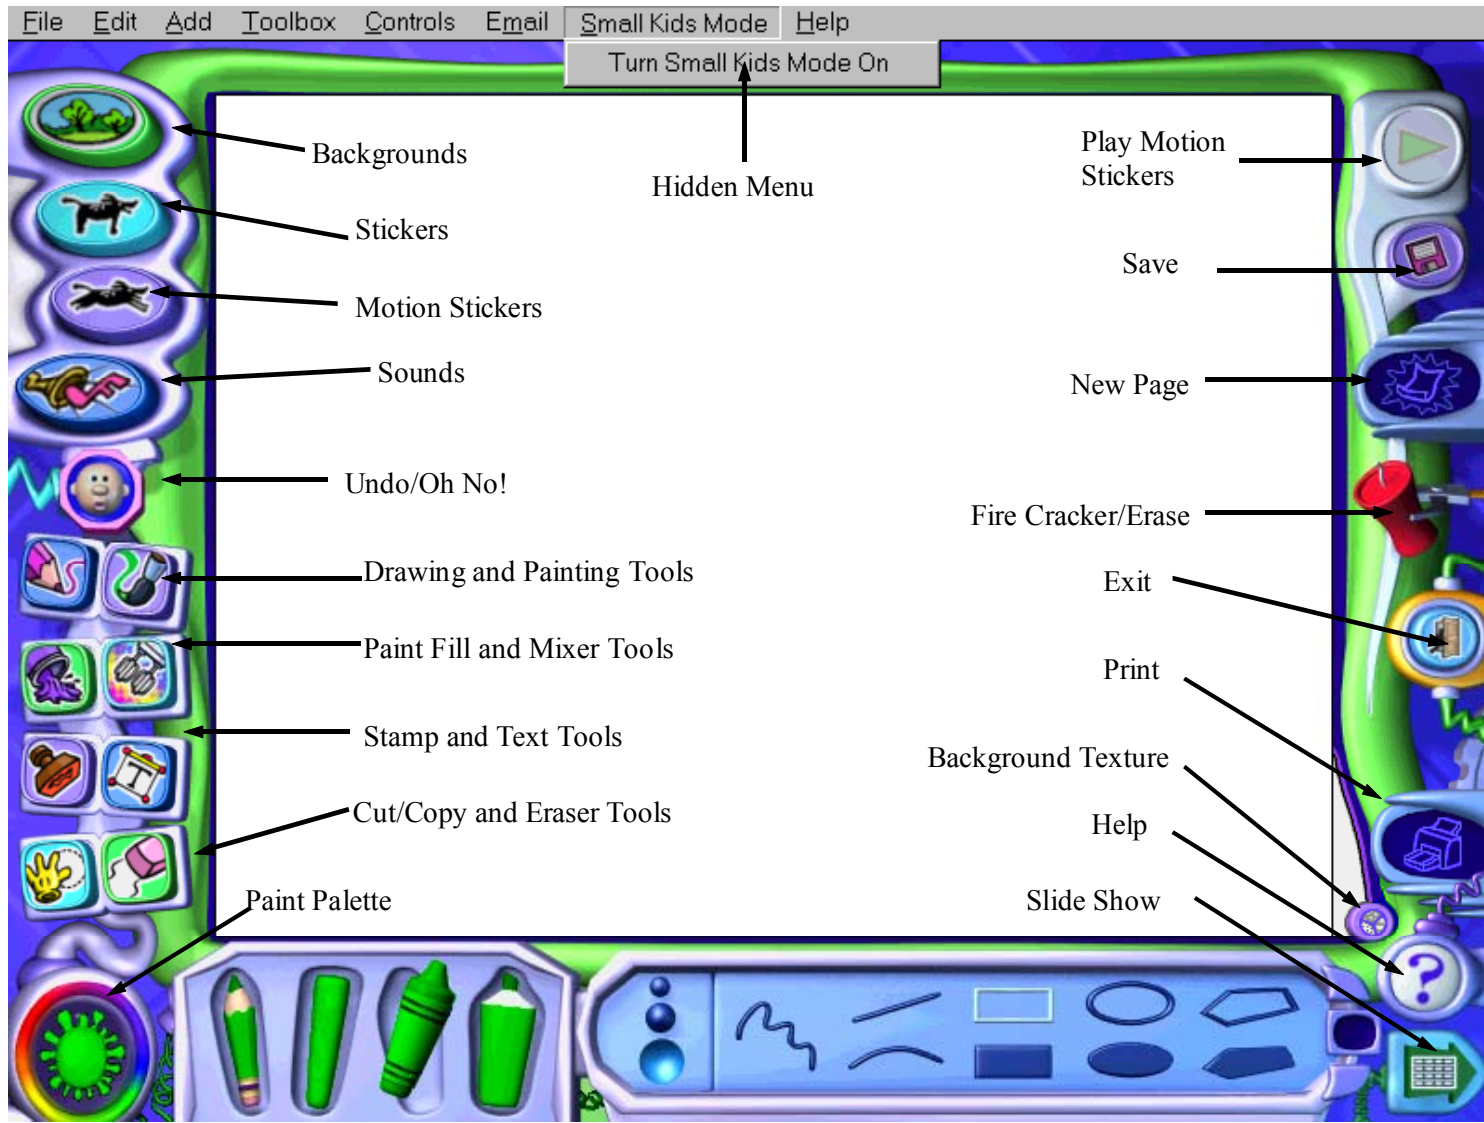 File Edit Add Toolbox Controls Email Small Kids Mode Help
Turn Small Kids Mode On
Hidden Menu
Backgrounds
Stickers
Motion Stickers
Sounds
Undo/Oh No!
Drawing and Painting Tools
Paint Fill and Mixer Tools
Stamp and Text Tools
Cut/Copy and Eraser Tools
Paint Palette
Play Motion
Stickers
Save
New Page
Fire Cracker/Erase
Exit
Print
Background Texture
Help
Slide Show
T
?